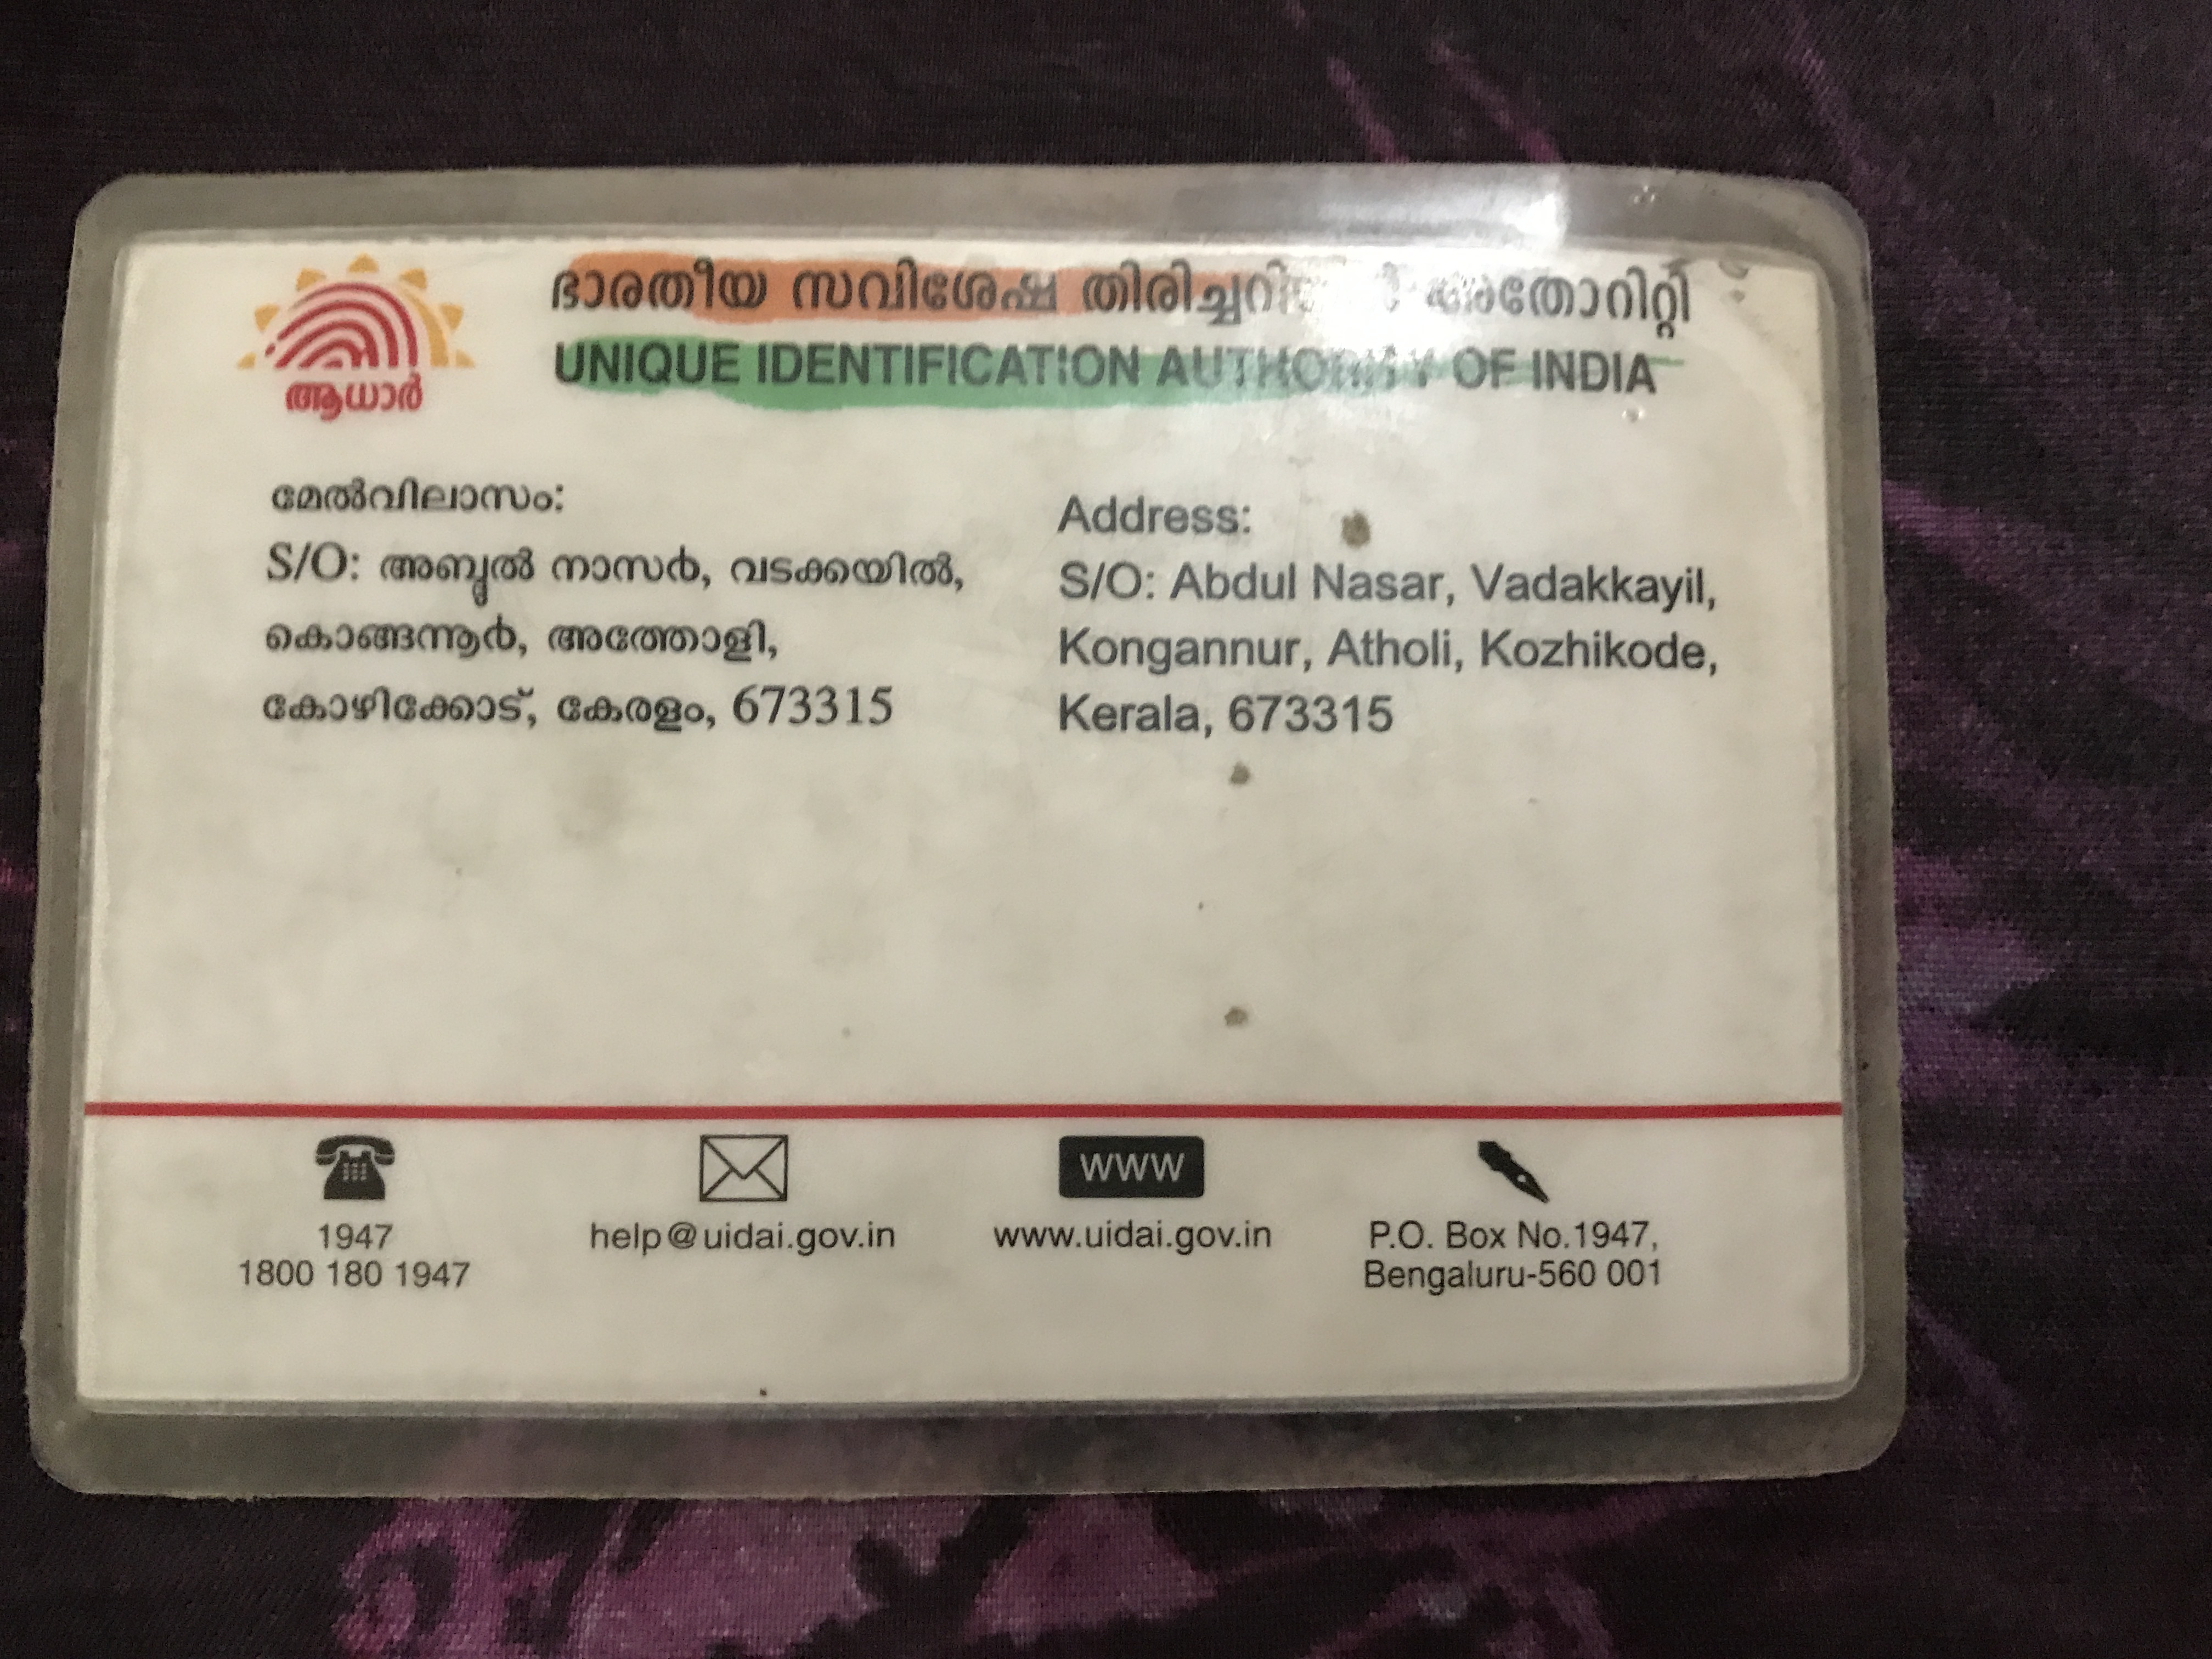 ആധാർ
ഭാരതീയ സവിശേഷ തിരിച്ചറി
UNIQUE IDENTIFICATION AUTHORITY OF INDIA
മേൽവിലാസം:
S/O: അബ്ദുൽ നാസർ, വടക്കയിൽ,
കൊങ്ങന്നൂർ, അത്തോളി,
കോഴിക്കോട്, കേരളം, 673315
Address:
S/O: Abdul Nasar, Vadakkayil,
Kongannur, Atholi, Kozhikode,
Kerala, 673315
1947
1800 180 1947
help@uidai.gov.in
WWW
www.uidai.gov.in
P.O. Box No.1947,
Bengaluru-560 001